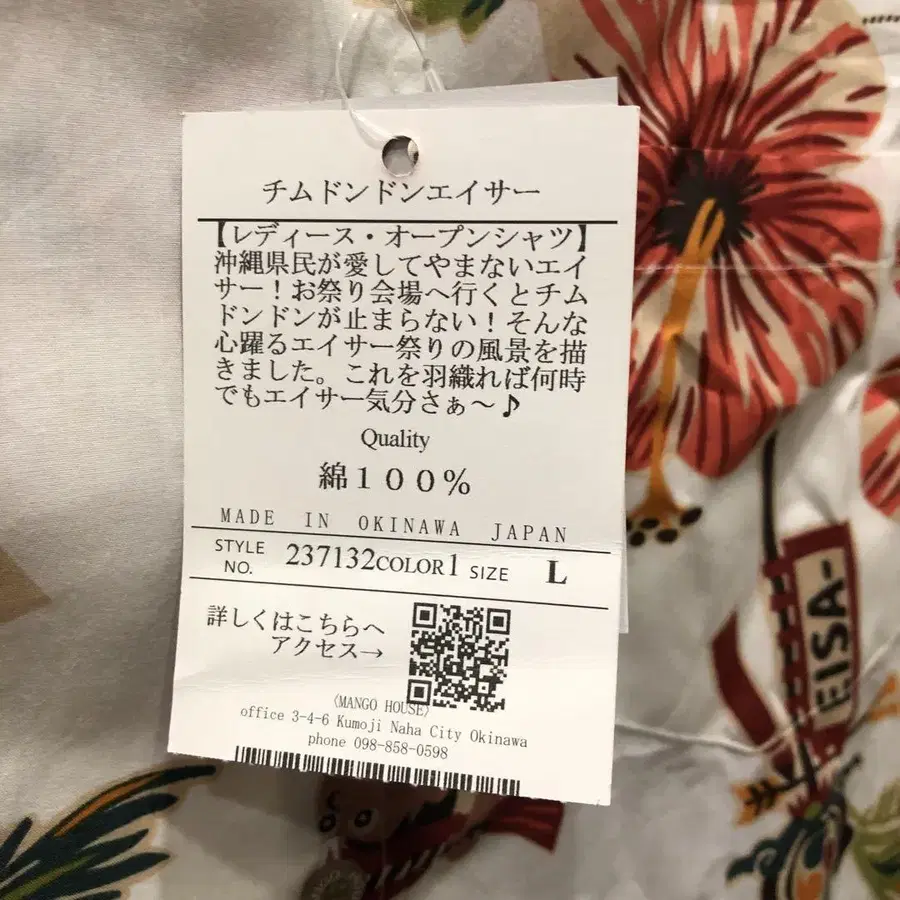 チムドンドンエイサー
【レディース・オープンシャツ】
沖縄県民が愛してやまないエイ
サー！お祭り会場へ行くとチム
ドンドンが止まらない！そんな
心躍るエイサー祭りの風景を描
きました。これを羽織れば何時
でもエイサー気分さぁ～♪
Quality
綿１００％
MADE IN OKINAWA JAPAN
STYLE NO. 237132 COLOR 1 SIZE L
詳しくはこちらへ
アクセス→
〈MANGO HOUSE〉
office 3-4-6 Kumoji Naha City Okinawa
phone 098-858-0598
EISA-